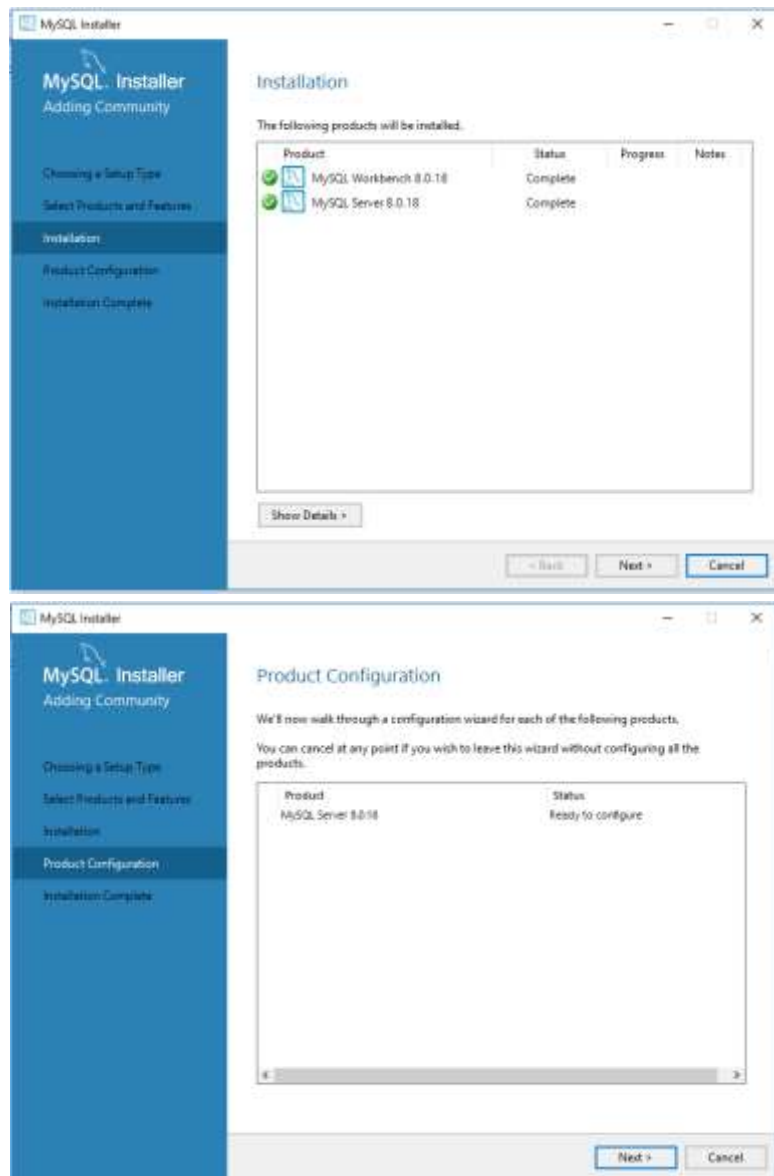 MySQL Installer
MySQL. Installer
Adding Community
Choosing a Setup Type
Select Products and Features
Installation
Product Configuration
Installation Complete
Installation
The following products will be installed.
Product Status Progress Notes
MySQL Workbench 8.0.18 Complete
MySQL Server 8.0.18 Complete
Show Details >
< Back Next > Cancel
MySQL Installer
MySQL. Installer
Adding Community
Choosing a Setup Type
Select Products and Features
Installation
Product Configuration
Installation Complete
Product Configuration
We'll now walk through a configuration wizard for each of the following products.
You can cancel at any point if you wish to leave this wizard without configuring all the
products.
Product Status
MySQL Server 8.0.18 Ready to configure
Next > Cancel